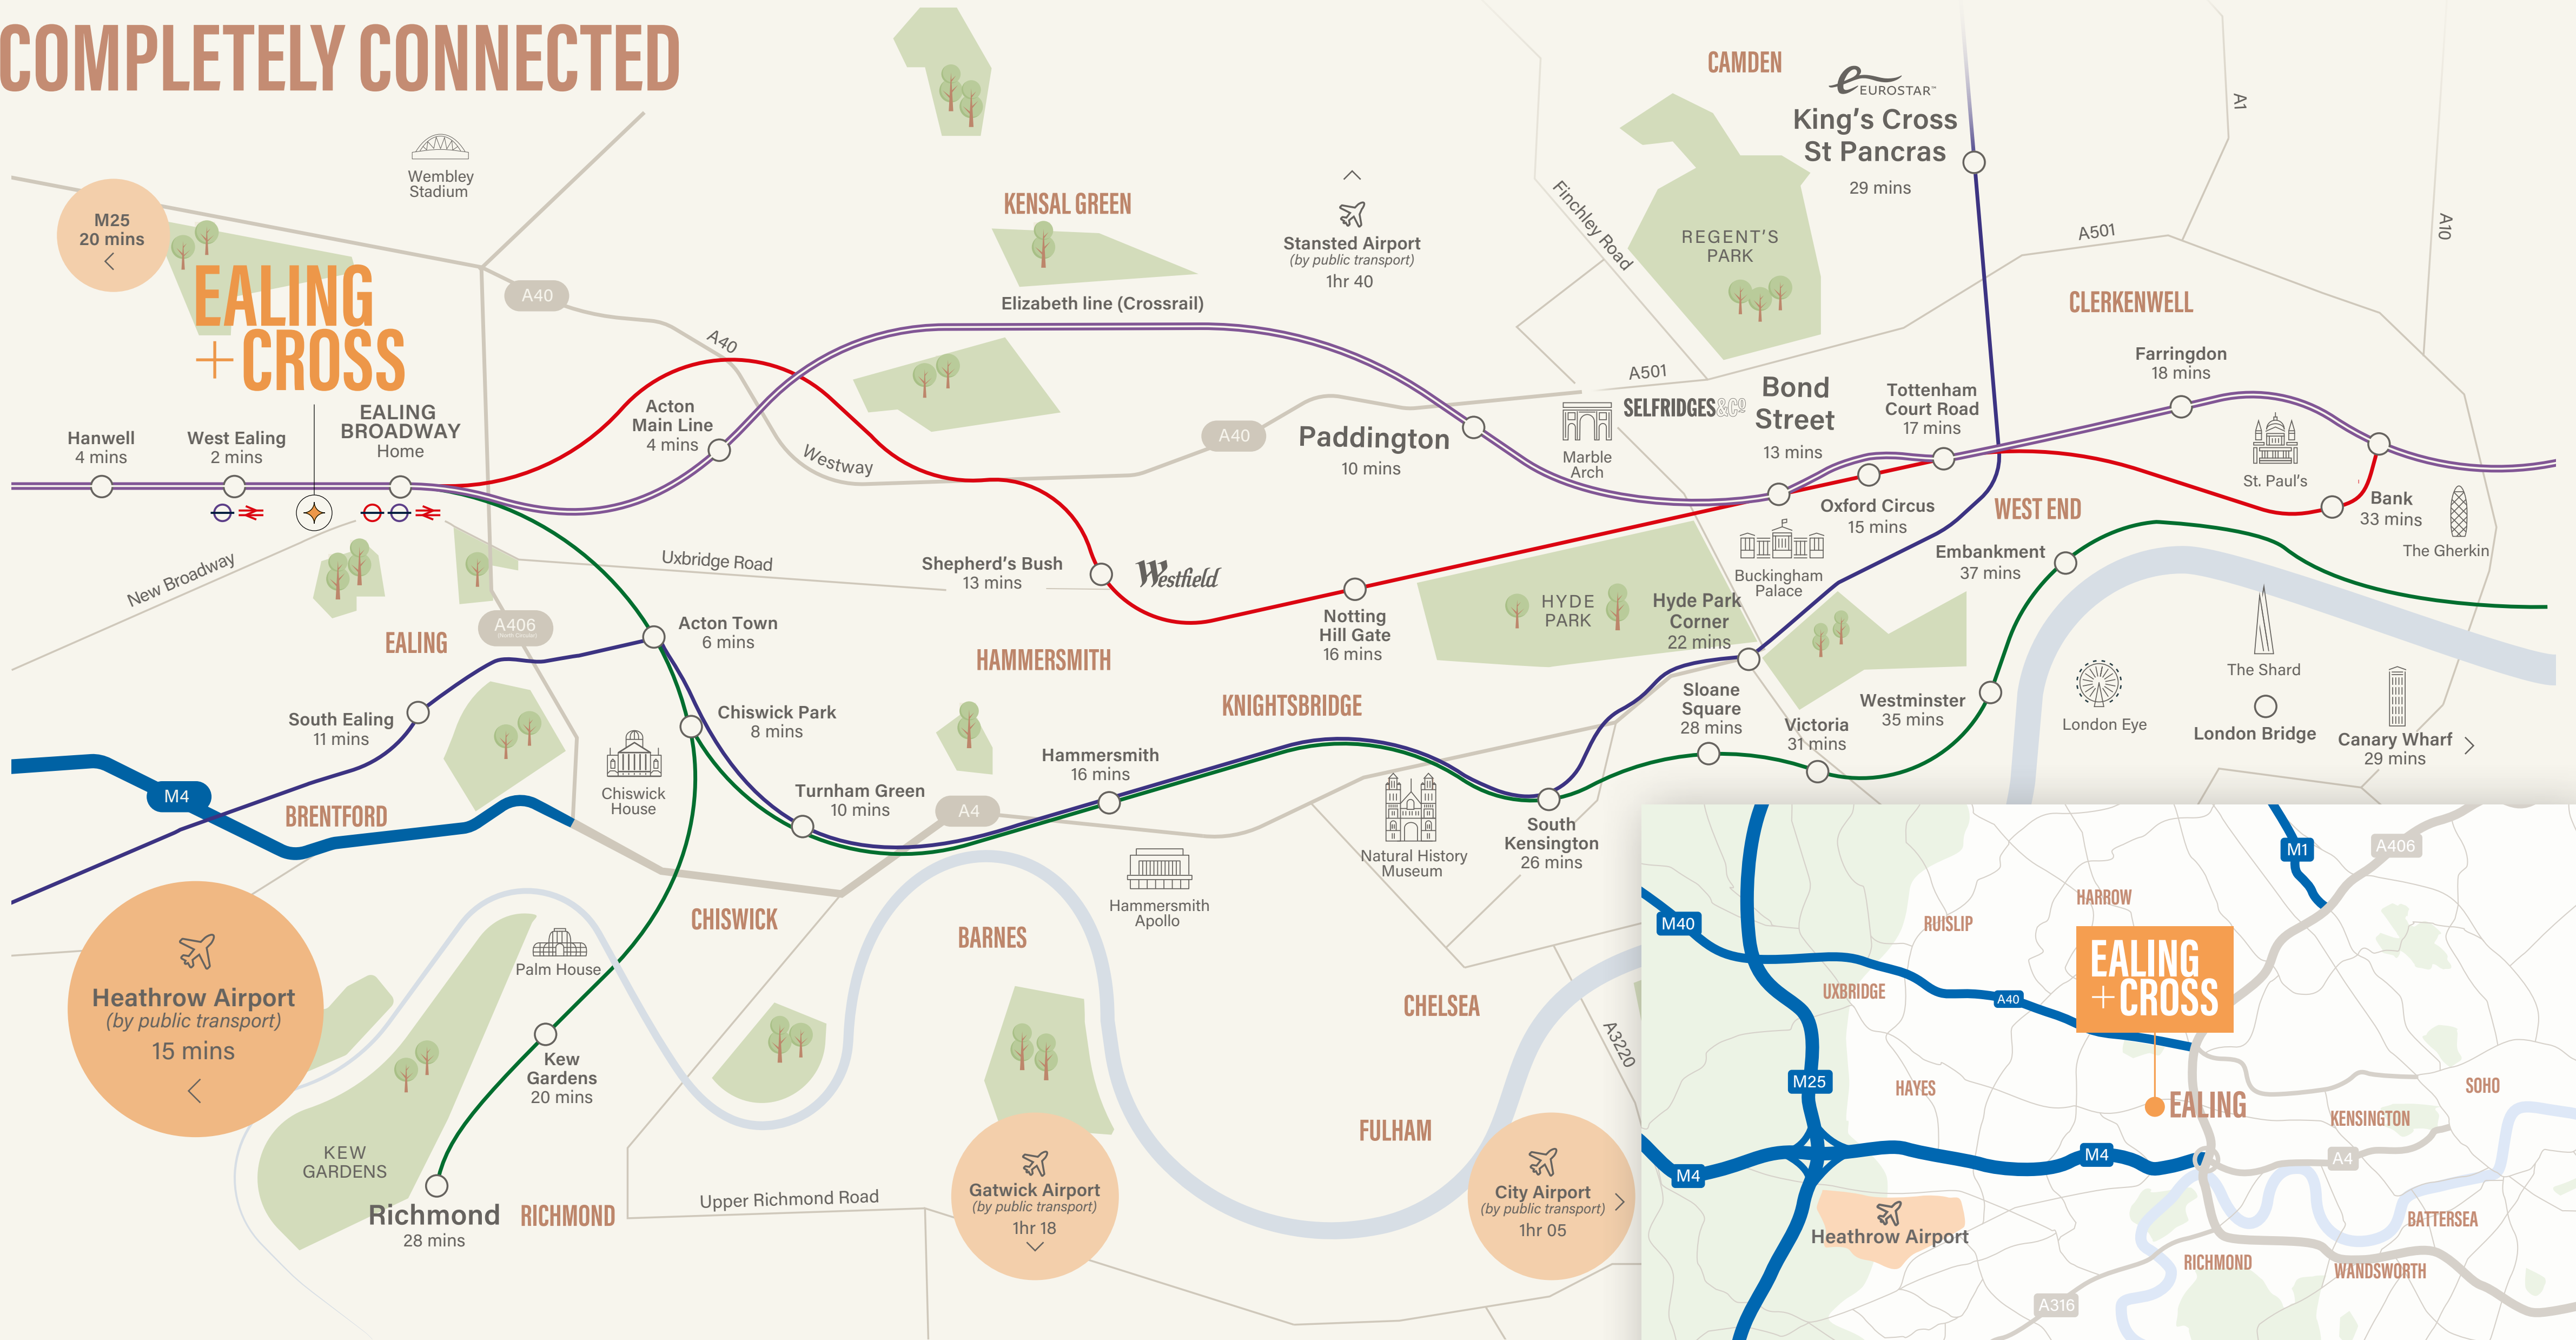 COMPLETELY CONNECTED
Wembley
Stadium
M25
20 mins
EALING
+CROSS
A40
A40
KENSAL GREEN
Elizabeth line (Crossrail)
Stansted Airport
(by public transport)
1hr 40
Finchley Road
CAMDEN
EUROSTAR™
King's Cross
St Pancras
29 mins
REGENT'S
PARK
A1
A10
A501
CLERKENWELL
Hanwell
4 mins
West Ealing
2 mins
EALING
BROADWAY
Home
Acton
Main Line
4 mins
Westway
A40
Paddington
10 mins
A501
Marble
Arch
SELFRIDGES&Cº
Bond
Street
13 mins
Tottenham
Court Road
17 mins
Oxford Circus
15 mins
Farringdon
18 mins
St. Paul's
Bank
33 mins
The Gherkin
WEST END
New Broadway
Uxbridge Road
Shepherd's Bush
13 mins
Westfield
Notting
Hill Gate
16 mins
HYDE
PARK
Buckingham
Palace
Hyde Park
Corner
22 mins
Embankment
37 mins
EALING
A406
Acton Town
6 mins
HAMMERSMITH
KNIGHTSBRIDGE
Sloane
Square
28 mins
Victoria
31 mins
Westminster
35 mins
London Eye
The Shard
London Bridge
Canary Wharf
29 mins
South Ealing
11 mins
Chiswick Park
8 mins
M4
BRENTFORD
Chiswick
House
Turnham Green
10 mins
Hammersmith
16 mins
A4
Hammersmith
Apollo
Natural History
Museum
South
Kensington
26 mins
Heathrow Airport
(by public transport)
15 mins
Palm House
CHISWICK
BARNES
CHELSEA
A3220
Kew
Gardens
20 mins
KEW
GARDENS
Richmond
28 mins
RICHMOND
Upper Richmond Road
Gatwick Airport
(by public transport)
1hr 18
FULHAM
City Airport
(by public transport)
1hr 05
M1
A406
M40
RUISLIP
HARROW
EALING
+CROSS
UXBRIDGE
A40
M25
HAYES
EALING
SOHO
KENSINGTON
M4
M4
A4
Heathrow Airport
BATTERSEA
RICHMOND
WANDSWORTH
A316